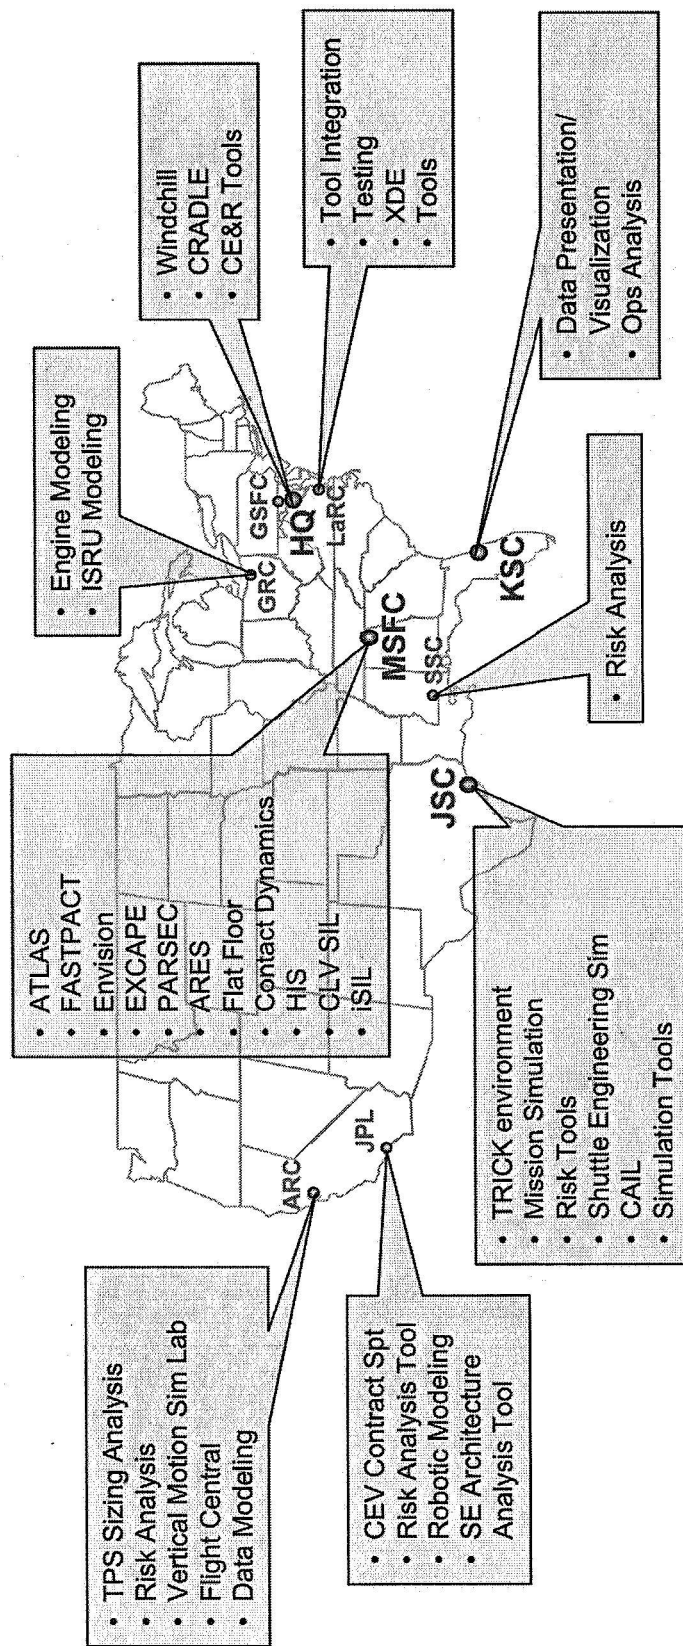 • TPS Sizing Analysis
• Risk Analysis
• Vertical Motion Sim Lab
• Flight Central
• Data Modeling
• CEV Contract Spt
• Risk Analysis Tool
• Robotic Modeling
• SE Architecture
Analysis Tool
• ATLAS
• FASTPACT
• Envision
• EXCAPE
• PARSEC
• ARES
• Flat Floor
• Contact Dynamics
• HIS
• CLV SIL
• iSIL
• TRICK environment
• Mission Simulation
• Risk Tools
• Shuttle Engineering Sim
• CAIL
• Simulation Tools
• Engine Modeling
• ISRU Modeling
• Windchill
• CRADLE
• CE&R Tools
• Tool Integration
• Testing
• XDE
• Tools
• Risk Analysis
• Data Presentation/
Visualization
• Ops Analysis
ARC
JPL
GRC
GSFC
HQ
LaRC
MSFC
SSC
JSC
KSC